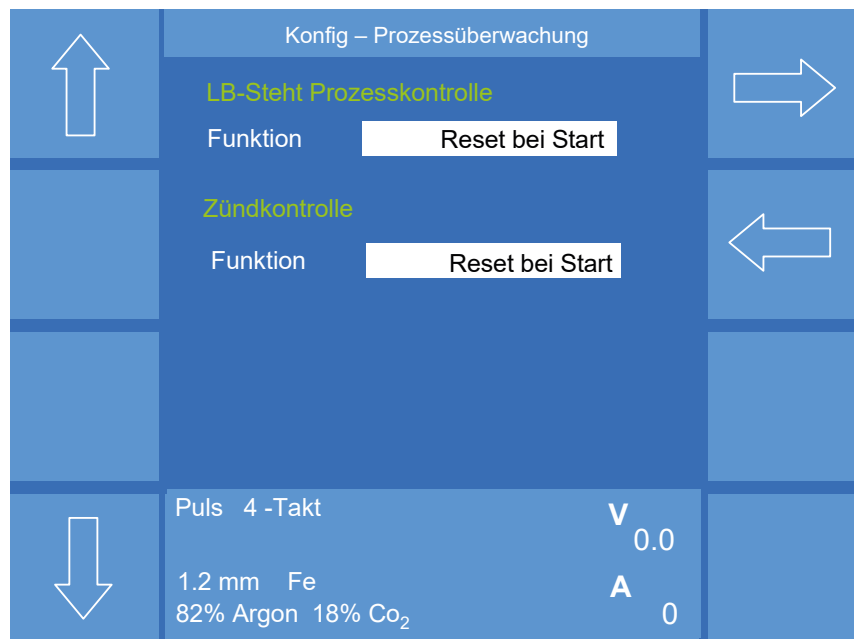 Konfig – Prozessüberwachung
LB-Steht Prozesskontrolle
Funktion Reset bei Start
Zündkontrolle
Funktion Reset bei Start
Puls 4 -Takt
V
0.0
1.2 mm Fe
A
82% Argon 18% Co₂
0